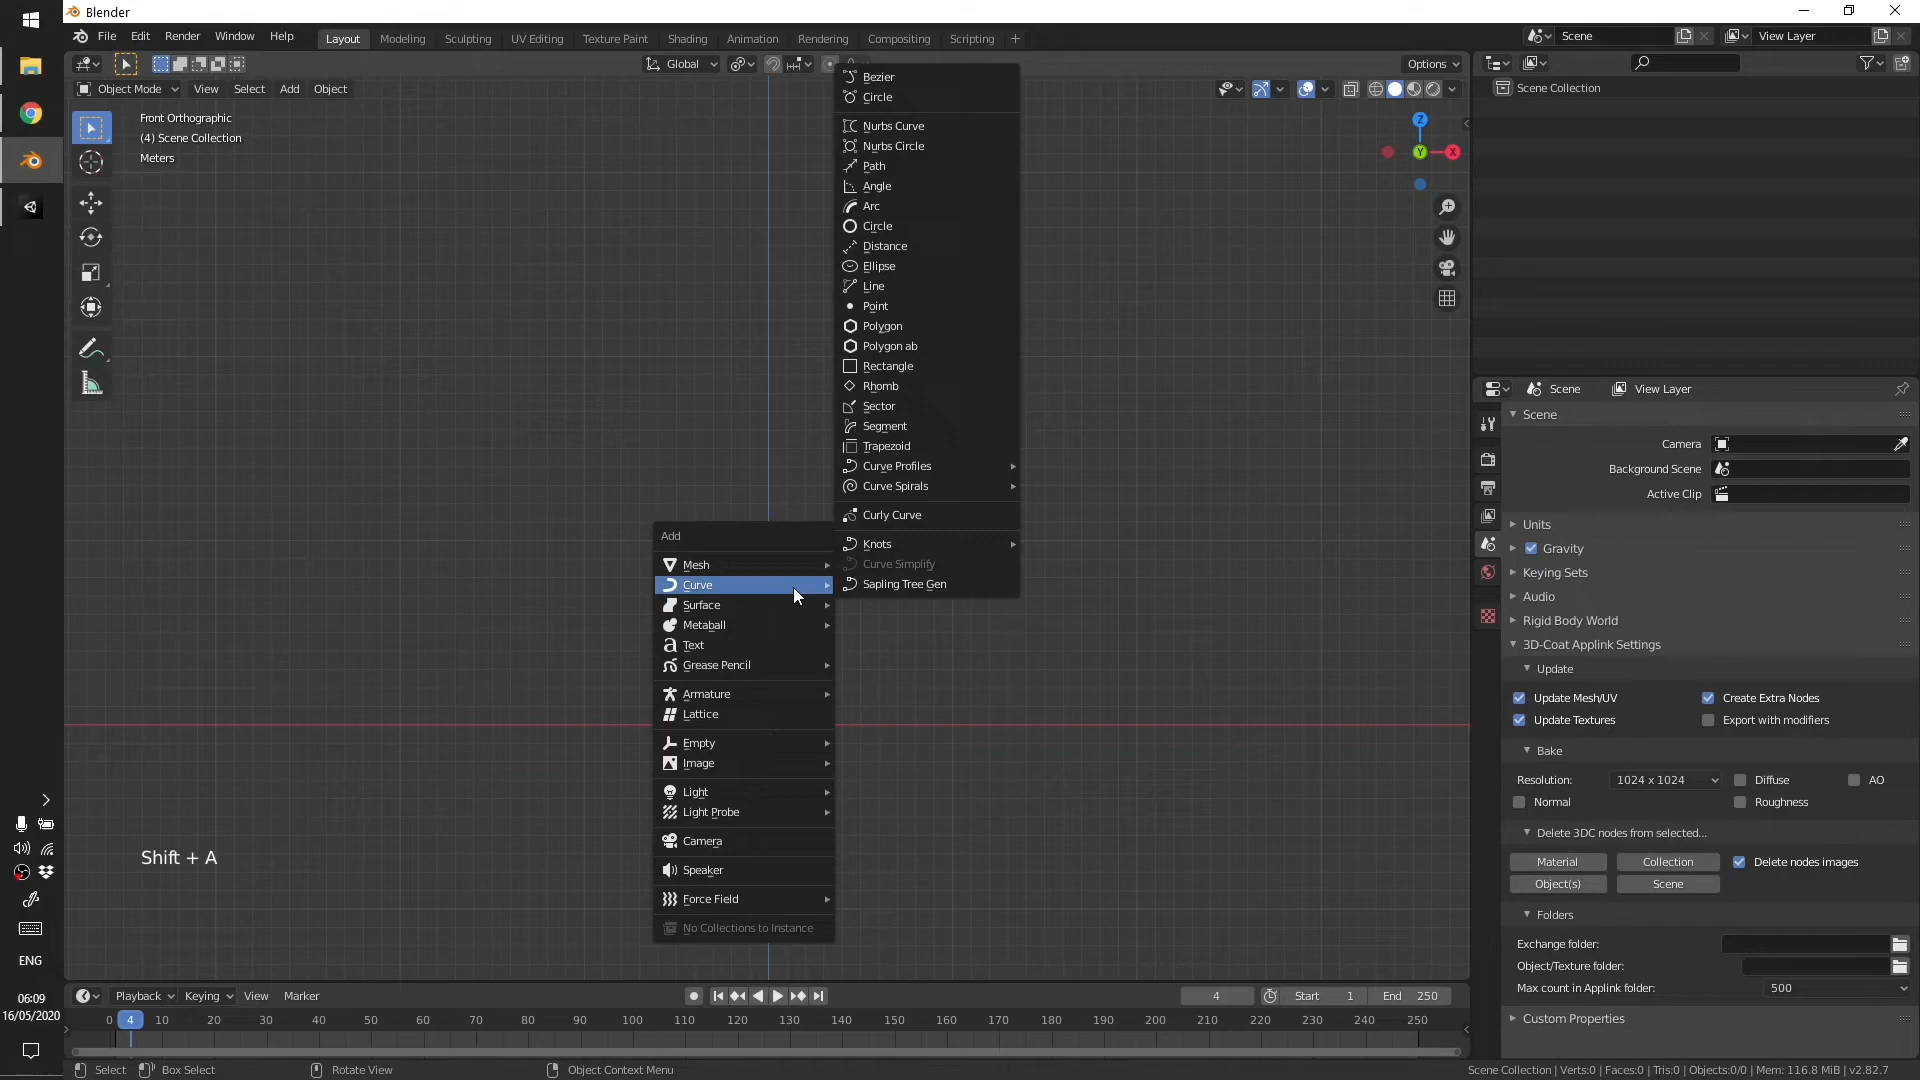 Blender
File Edit Render Window Help
Layout Modeling Sculpting UV Editing Texture Paint Shading Animation Rendering Compositing Scripting +
Scene
View Layer
Global
Options
Object Mode View Select Add Object
Front Orthographic
(4) Scene Collection
Meters
Z
Y
X
Bezier
Circle
Nurbs Curve
Nurbs Circle
Path
Angle
Arc
Circle
Distance
Ellipse
Line
Point
Polygon
Polygon ab
Rectangle
Rhomb
Sector
Segment
Trapezoid
Curve Profiles
Curve Spirals
Curly Curve
Knots
Curve Simplify
Sapling Tree Gen
Add
Mesh
Curve
Surface
Metaball
Text
Grease Pencil
Armature
Lattice
Empty
Image
Light
Light Probe
Camera
Speaker
Force Field
No Collections to Instance
Shift + A
Scene Collection
Scene View Layer
Scene
Camera
Background Scene
Active Clip
Units
Gravity
Keying Sets
Audio
Rigid Body World
3D-Coat Applink Settings
Update
Update Mesh/UV Create Extra Nodes
Update Textures Export with modifiers
Bake
Resolution: 1024 x 1024 Diffuse AO
Normal Roughness
Delete 3DC nodes from selected...
Material Collection Delete nodes images
Object(s) Scene
Folders
Exchange folder:
Object/Texture folder:
Max count in Applink folder: 500
Custom Properties
ENG
06:09
16/05/2020
Playback Keying View Marker
4 Start 1 End 250
0 4 10 20 30 40 50 60 70 80 90 100 110 120 130 140 150 160 170 180 190 200 210 220 230 240 250
Select Box Select Rotate View Object Context Menu
Scene Collection | Verts:0 | Faces:0 | Tris:0 | Objects:0/0 | Mem: 116.8 MiB | v2.82.7